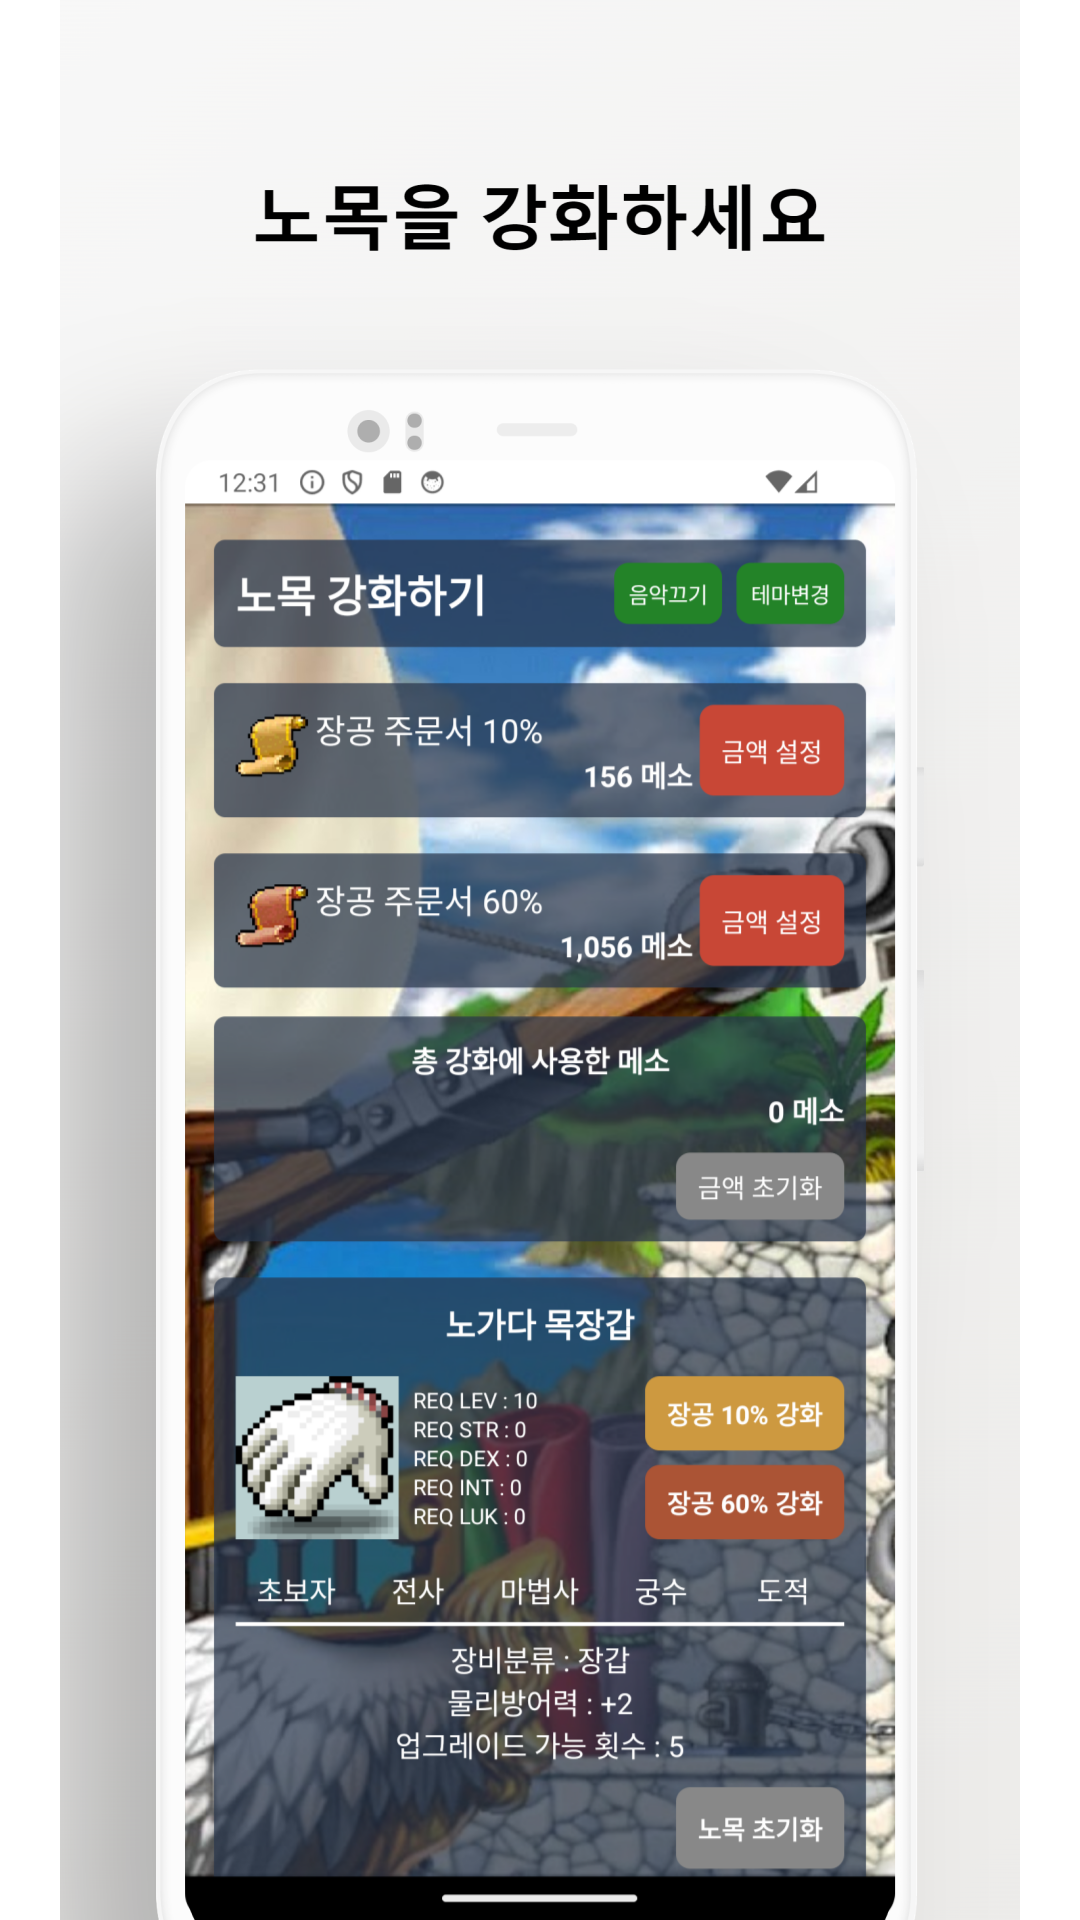 노목을 강화하세요
12:31
노목 강화하기
음악끄기
테마변경
장공 주문서 10%
156 메소
금액 설정
장공 주문서 60%
1,056 메소
금액 설정
총 강화에 사용한 메소
0 메소
금액 초기화
노가다 목장갑
REQ LEV : 10
REQ STR : 0
REQ DEX : 0
REQ INT : 0
REQ LUK : 0
장공 10% 강화
장공 60% 강화
초보자 전사 마법사 궁수 도적
장비분류 : 장갑
물리방어력 : +2
업그레이드 가능 횟수 : 5
노목 초기화